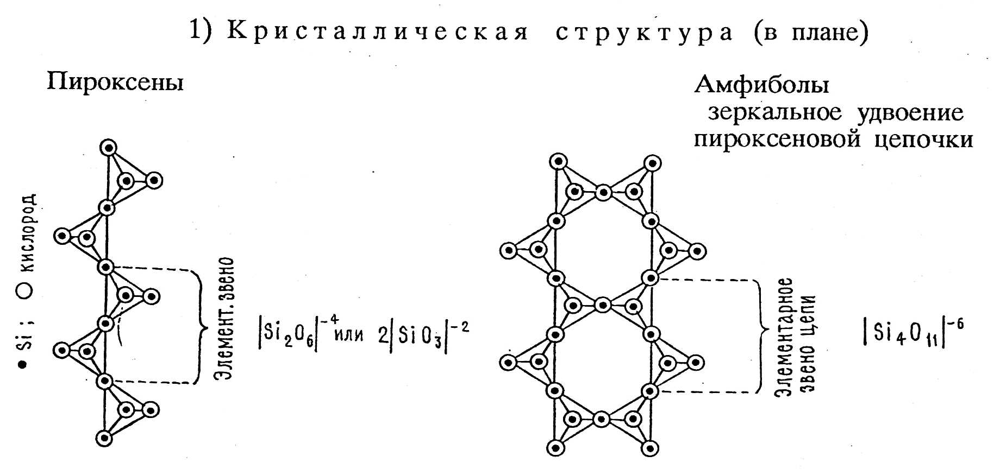 1) Кристаллическая структура (в плане)
Пироксены
Амфиболы
зеркальное удвоение
пироксеновой цепочки
• Si; ○ кислород
Элемент. звено
|Si₂O₆|⁻⁴ или 2|SiO₃|⁻²
Элементарное
звено цепи
|Si₄O₁₁|⁻⁶